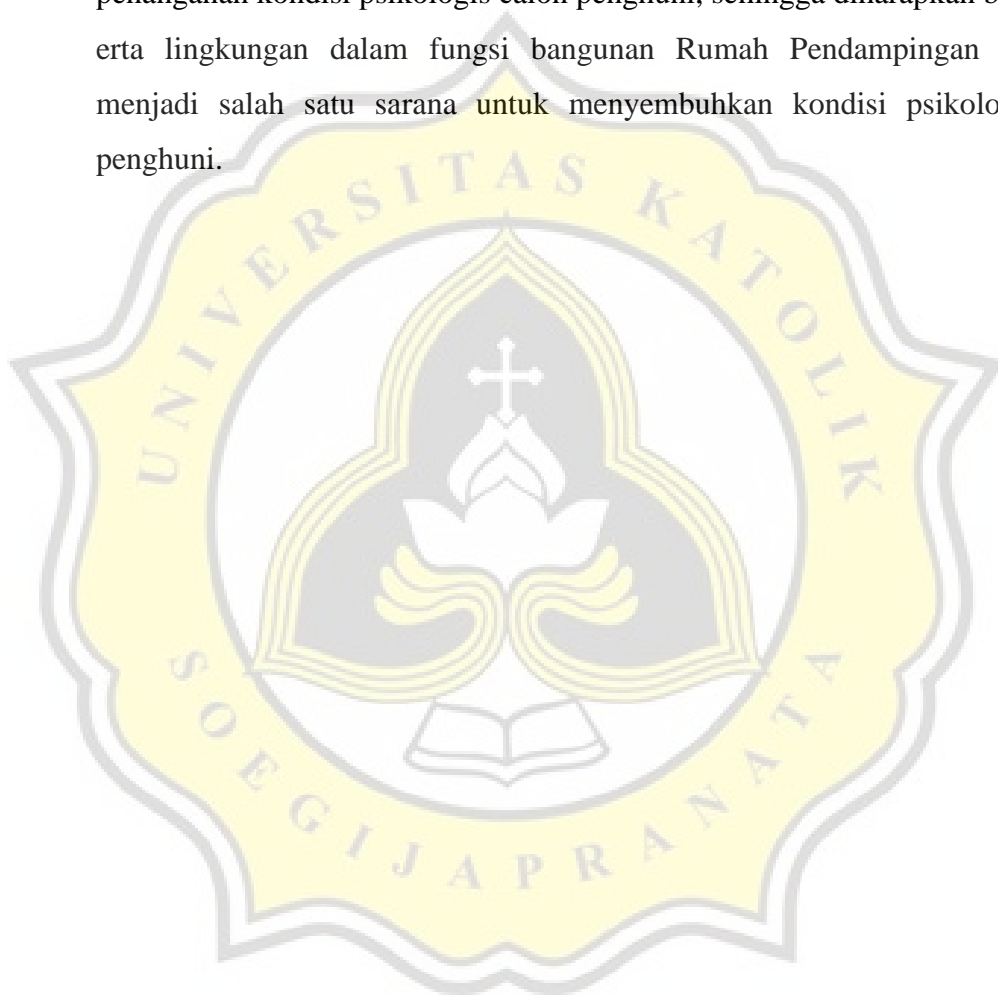 penanganan kondisi psikologis calon penghuni, sehingga diharapkan b
erta lingkungan dalam fungsi bangunan Rumah Pendampingan
menjadi salah satu sarana untuk menyembuhkan kondisi psikolo
penghuni.
UNIVERSITAS KATOLIK
SOEGIJAPRANATA